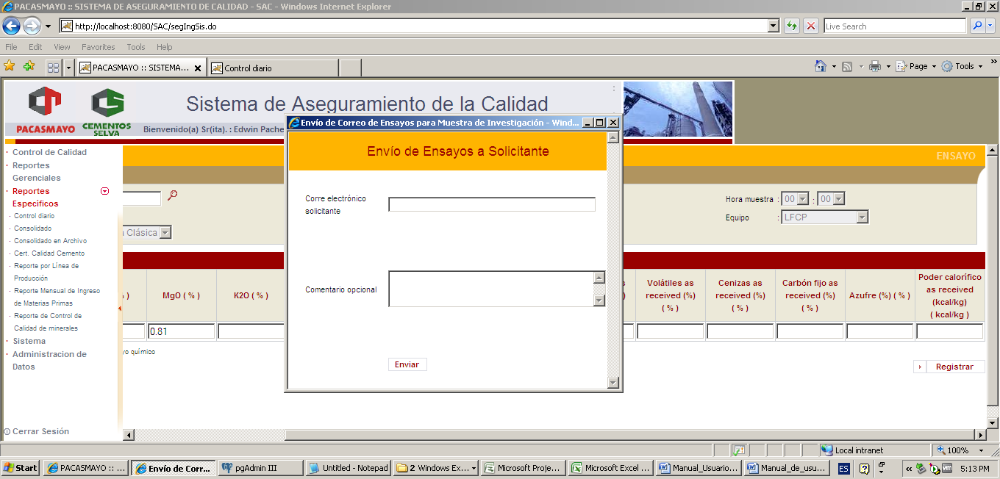 PACASMAYO :: SISTEMA DE ASEGURAMIENTO DE CALIDAD - SAC - Windows Internet Explorer
http://localhost:8080/SAC/segIngSis.do
Live Search
File Edit View Favorites Tools Help
PACASMAYO :: SISTEMA... Control diario
Page Tools
PACASMAYO
CEMENTOS SELVA
Sistema de Aseguramiento de la Calidad
Bienvenido(a) Sr(ita). : Edwin Pache
Control de Calidad
Reportes
Gerenciales
Reportes
Específicos
Control diario
Consolidado
Consolidado en Archivo
Cert. Calidad Cemento
Reporte por Línea de
Producción
Reporte Mensual de Ingreso
de Materias Primas
Reporte de Control de
Calidad de minerales
Sistema
Administracion de
Datos
Cerrar Sesión
ENSAYO
Hora muestra : 00 : 00
Equipo : LFCP
a Clásica
MgO ( % )
K2O ( % )
Volátiles as
received (%)
( % )
Cenizas as
received (%)
( % )
Carbón fijo as
received (%)
( % )
Azufre (%) ( % )
Poder calorífico
as received
(kcal/kg)
( kcal/kg )
0.81
vo químico
Registrar
Envío de Correo de Ensayos para Muestra de Investigación - Wind...
Envío de Ensayos a Solicitante
Corre electrónico
solicitante
Comentario opcional
Enviar
Local intranet 100%
Start PACASMAYO :: ... Envío de Corr... pgAdmin III Untitled - Notepad 2 Windows Ex... Microsoft Proje... Microsoft Excel ... Manual_Usuario... Manual_de_usu... ES 5:13 PM